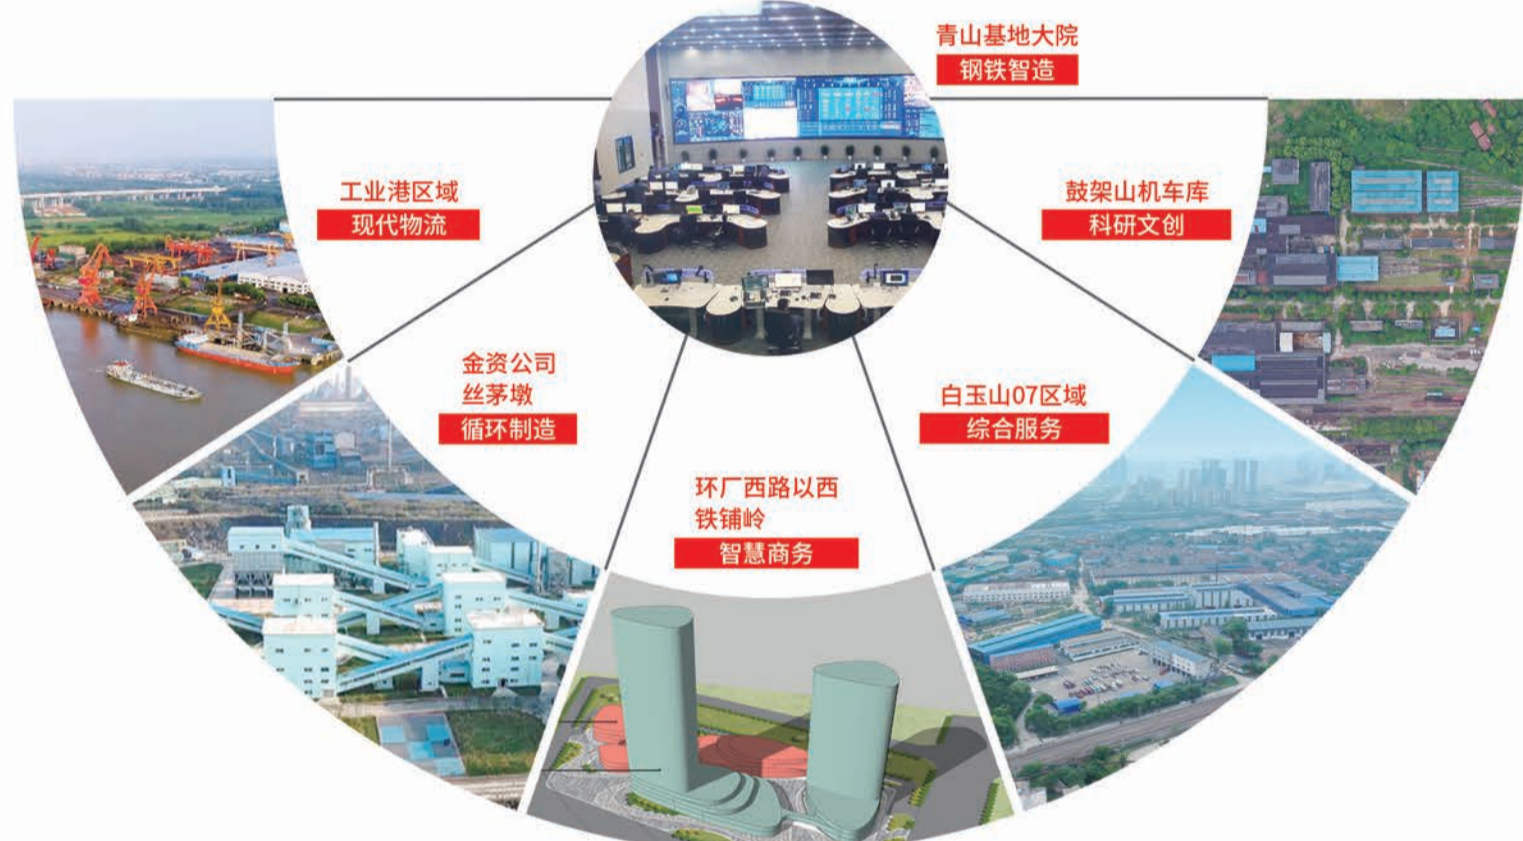 青山基地大院
钢铁智造
工业港区域
现代物流
鼓架山机车库
科研文创
金资公司
丝茅墩
循环制造
白玉山07区域
综合服务
环厂西路以西
铁铺岭
智慧商务